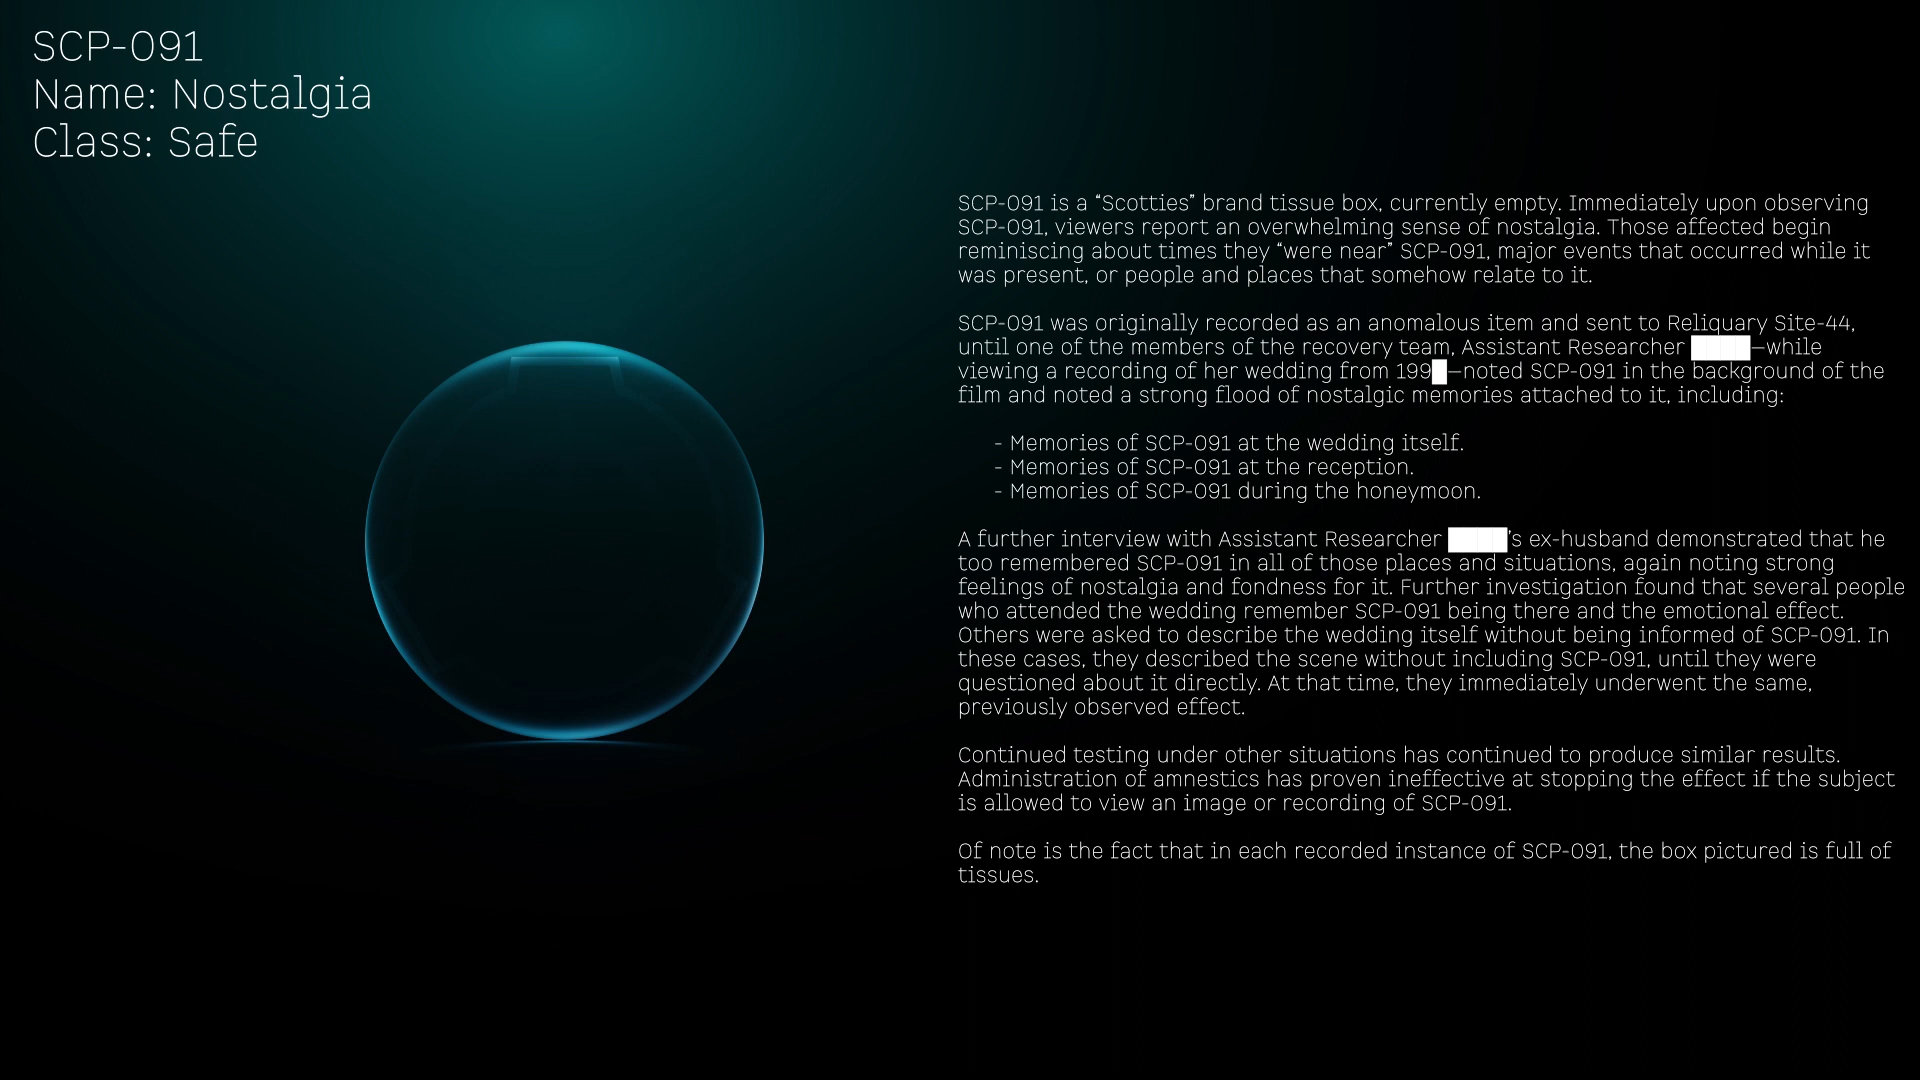 SCP-091
Name: Nostalgia
Class: Safe
SCP-091 is a “Scotties” brand tissue box, currently empty. Immediately upon observing
SCP-091, viewers report an overwhelming sense of nostalgia. Those affected begin
reminiscing about times they “were near” SCP-091, major events that occurred while it
was present, or people and places that somehow relate to it.
SCP-091 was originally recorded as an anomalous item and sent to Reliquary Site-44,
until one of the members of the recovery team, Assistant Researcher ████—while
viewing a recording of her wedding from 199█—noted SCP-091 in the background of the
film and noted a strong flood of nostalgic memories attached to it, including:
- Memories of SCP-091 at the wedding itself.
- Memories of SCP-091 at the reception.
- Memories of SCP-091 during the honeymoon.
A further interview with Assistant Researcher ████’s ex-husband demonstrated that he
too remembered SCP-091 in all of those places and situations, again noting strong
feelings of nostalgia and fondness for it. Further investigation found that several people
who attended the wedding remember SCP-091 being there and the emotional effect.
Others were asked to describe the wedding itself without being informed of SCP-091. In
these cases, they described the scene without including SCP-091, until they were
questioned about it directly. At that time, they immediately underwent the same,
previously observed effect.
Continued testing under other situations has continued to produce similar results.
Administration of amnestics has proven ineffective at stopping the effect if the subject
is allowed to view an image or recording of SCP-091.
Of note is the fact that in each recorded instance of SCP-091, the box pictured is full of
tissues.